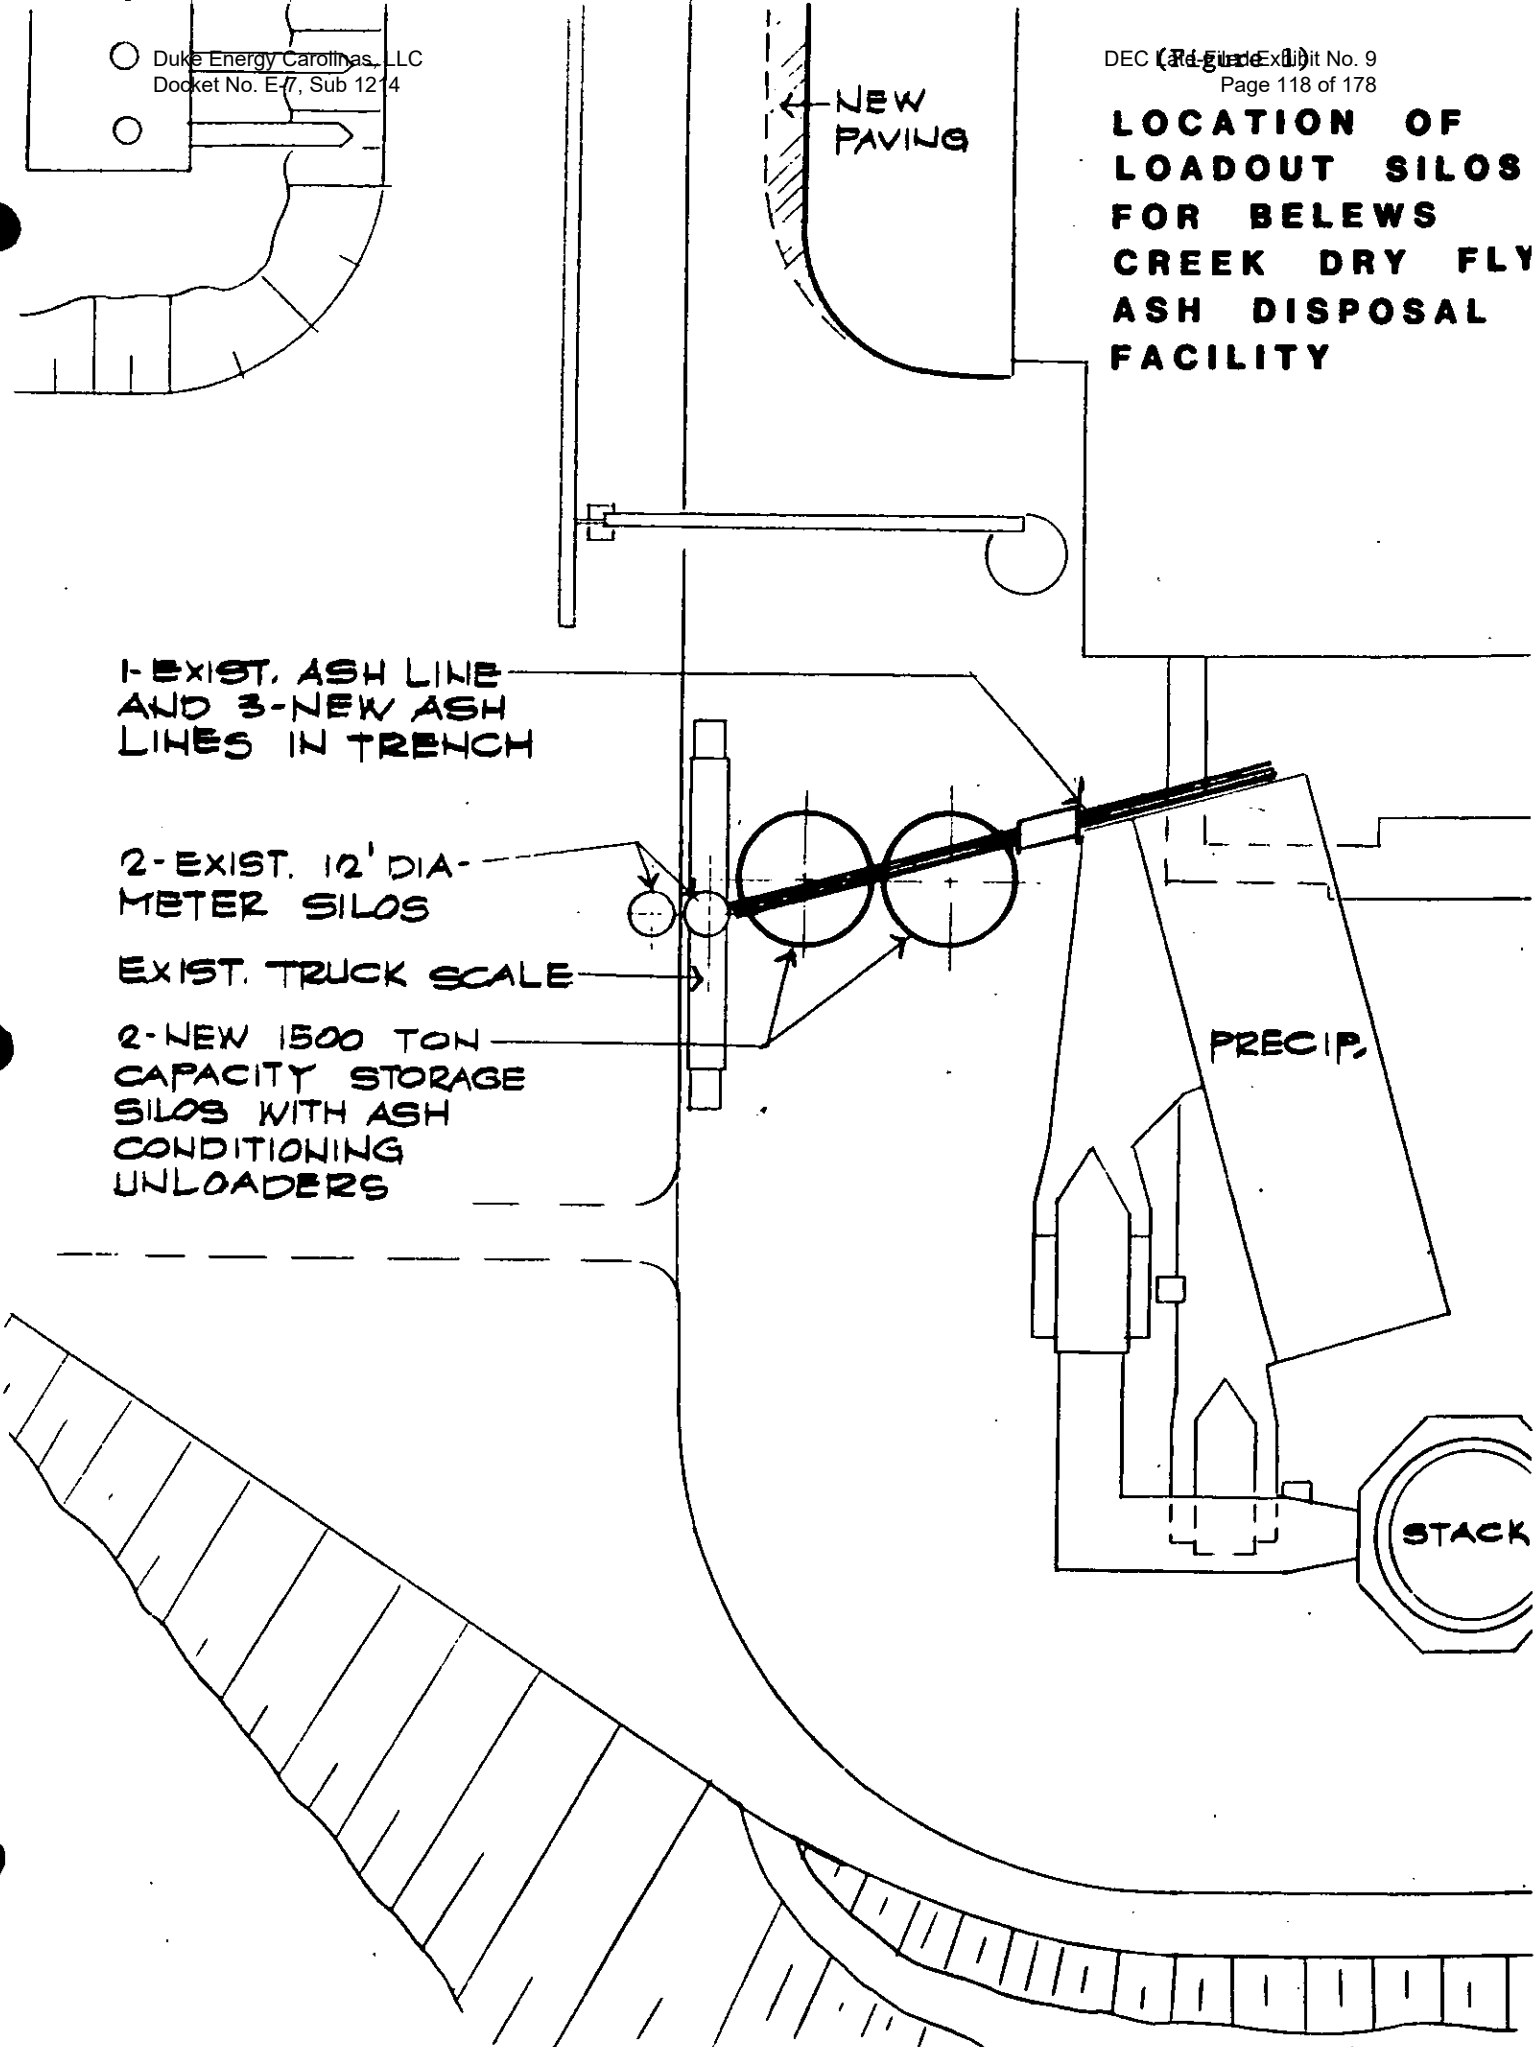 Duke Energy Carolinas, LLC
Docket No. E-7, Sub 1214
DEC Late-Filed Exhibit No. 9
(Figure 1)
Page 118 of 178
LOCATION OF
LOADOUT SILOS
FOR BELEWS
CREEK DRY FLY
ASH DISPOSAL
FACILITY
NEW
PAVING
1-EXIST. ASH LINE
AND 3-NEW ASH
LINES IN TRENCH
2-EXIST. 12' DIA-
METER SILOS
EXIST. TRUCK SCALE
2-NEW 1500 TON
CAPACITY STORAGE
SILOS WITH ASH
CONDITIONING
UNLOADERS
PRECIP.
STACK